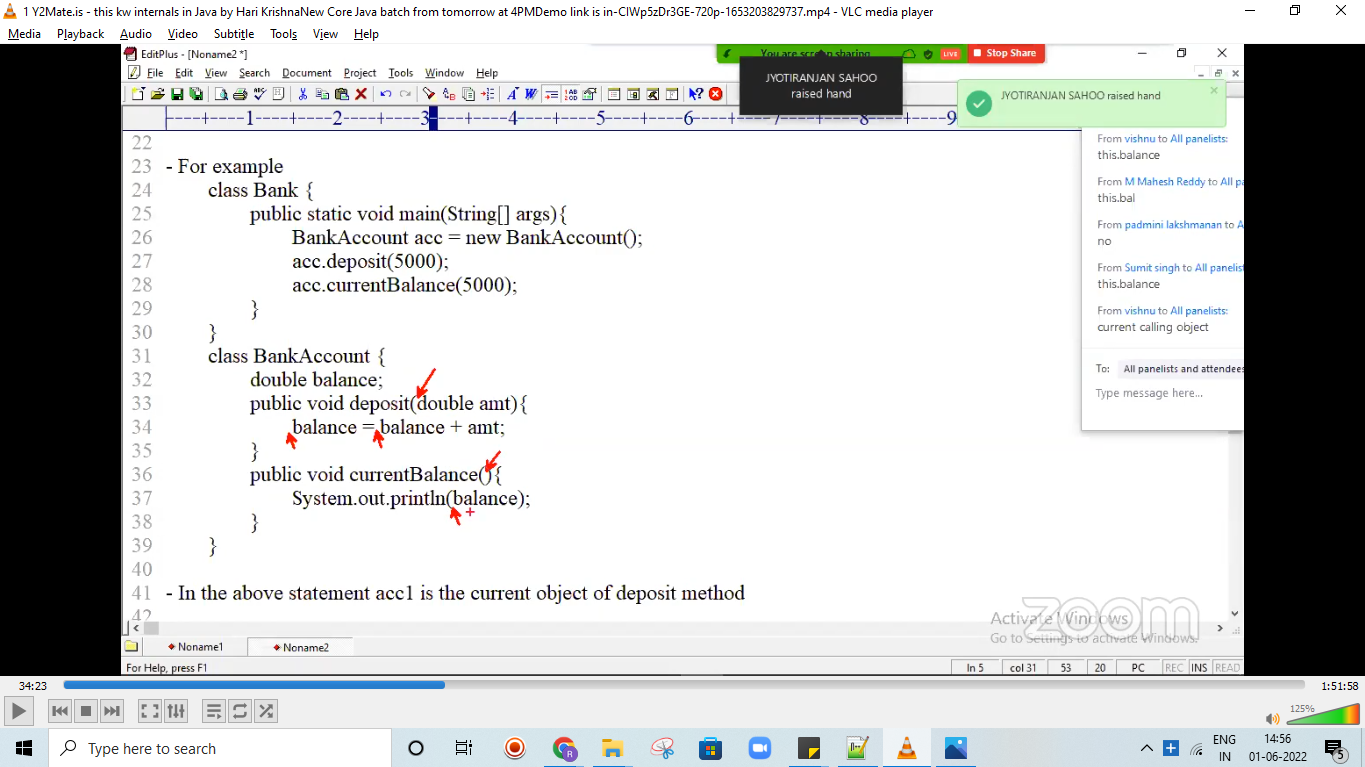 1 Y2Mate.is - this kw internals in Java by Hari KrishnaNew Core Java batch from tomorrow at 4PMDemo link is in-ClWp5zDr3GE-720p-1653203829737.mp4 - VLC media player
Media Playback Audio Video Subtitle Tools View Help
EditPlus - [Noname2 *]
You are screen sharing
LIVE
Stop Share
File Edit View Search Document Project Tools Window Help
JYOTIRANJAN SAHOO
raised hand
JYOTIRANJAN SAHOO raised hand
----+----1----+----2----+----3----+----4----+----5----+----6----+----7----+----8----+----9
22
23 - For example
24 class Bank {
25 public static void main(String[] args){
26 BankAccount acc = new BankAccount();
27 acc.deposit(5000);
28 acc.currentBalance(5000);
29 }
30 }
31 class BankAccount {
32 double balance;
33 public void deposit(double amt){
34 balance = balance + amt;
35 }
36 public void currentBalance(){
37 System.out.println(balance);
38 }
39 }
40
41 - In the above statement acc1 is the current object of deposit method
42
From vishnu to All panelists:
this.balance
From M Mahesh Reddy to All pa
this.bal
From padmini lakshmanan to A
no
From Sumit singh to All panelist
this.balance
From vishnu to All panelists:
current calling object
To: All panelists and attendees
Type message here...
zoom
Activate Windows
Go to Settings to activate Windows.
Noname1 Noname2
For Help, press F1
ln 5 col 31 53 20 PC REC INS READ
34:23 1:51:58
125%
Type here to search
ENG
IN
14:56
01-06-2022
5